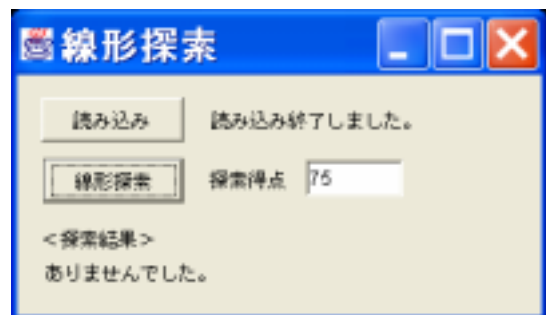 線形探索
読み込み 読み込み終了しました。
線形探索 探索得点 75
<探索結果>
ありませんでした。